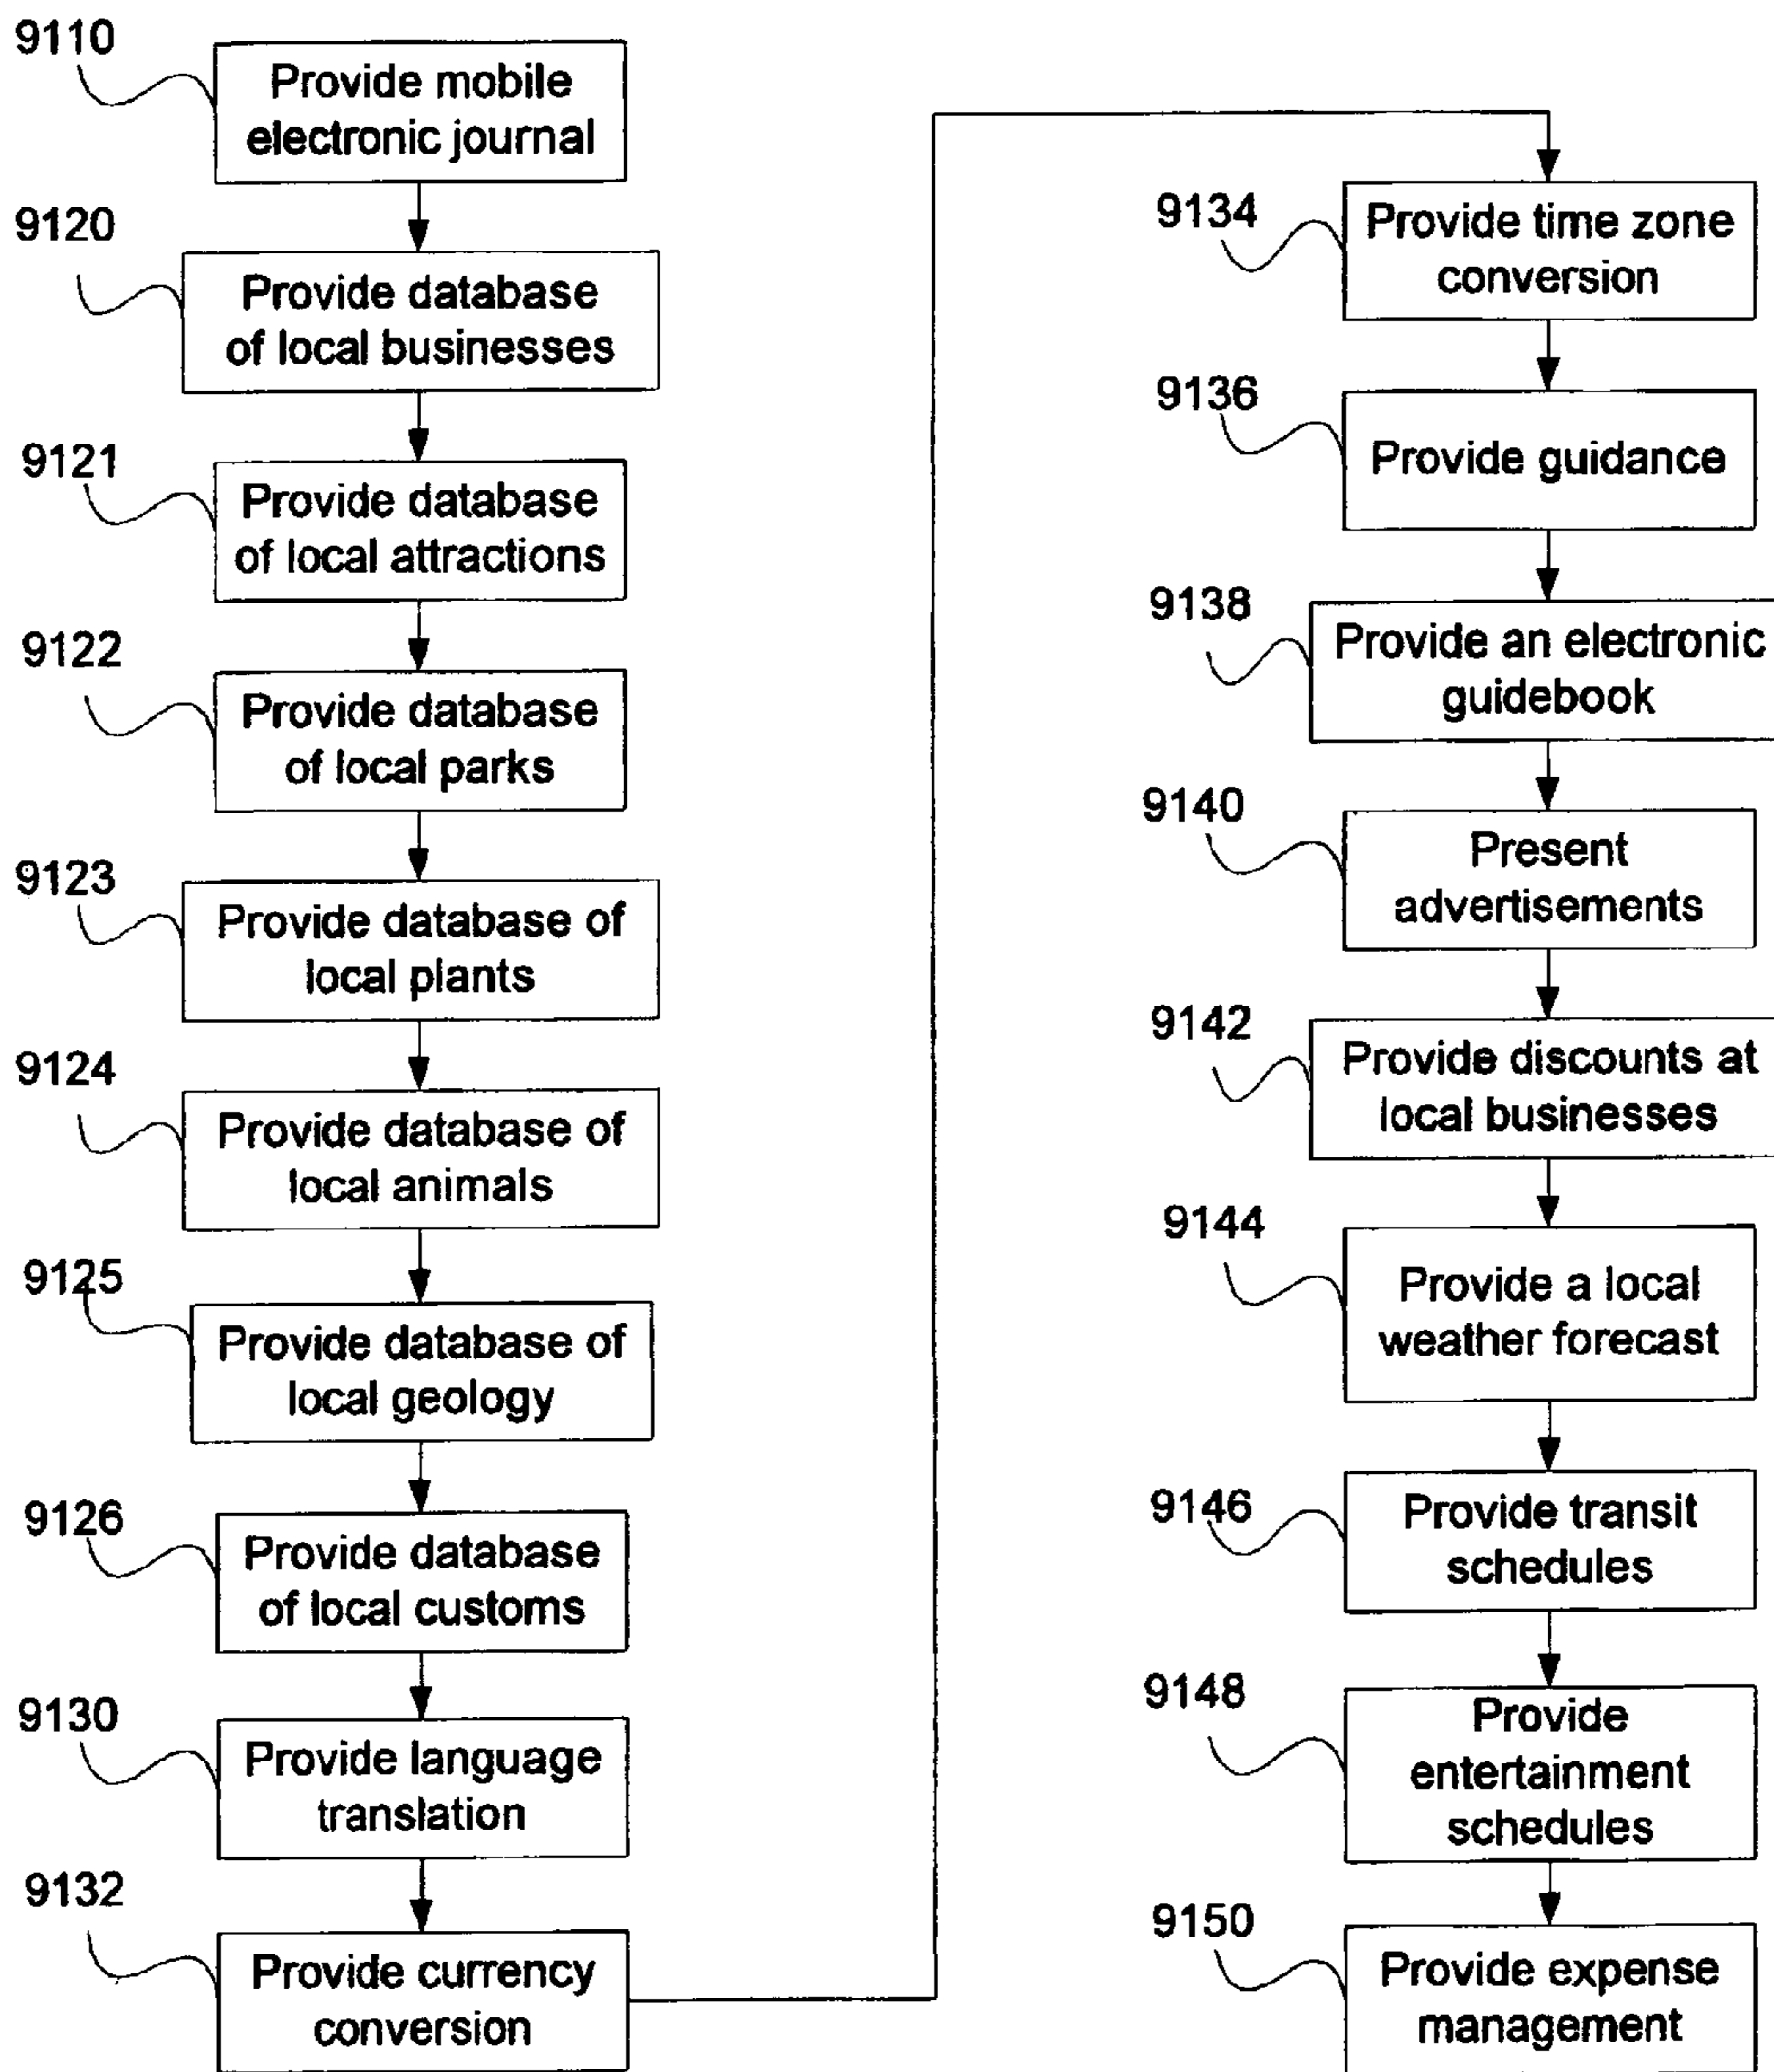 9110
Provide mobile
electronic journal
9120
Provide database
of local businesses
9121
Provide database
of local attractions
9122
Provide database
of local parks
9123
Provide database of
local plants
9124
Provide database of
local animals
9125
Provide database of
local geology
9126
Provide database
of local customs
9130
Provide language
translation
9132
Provide currency
conversion
9134
Provide time zone
conversion
9136
Provide guidance
9138
Provide an electronic
guidebook
9140
Present
advertisements
9142
Provide discounts at
local businesses
9144
Provide a local
weather forecast
9146
Provide transit
schedules
9148
Provide
entertainment
schedules
9150
Provide expense
management